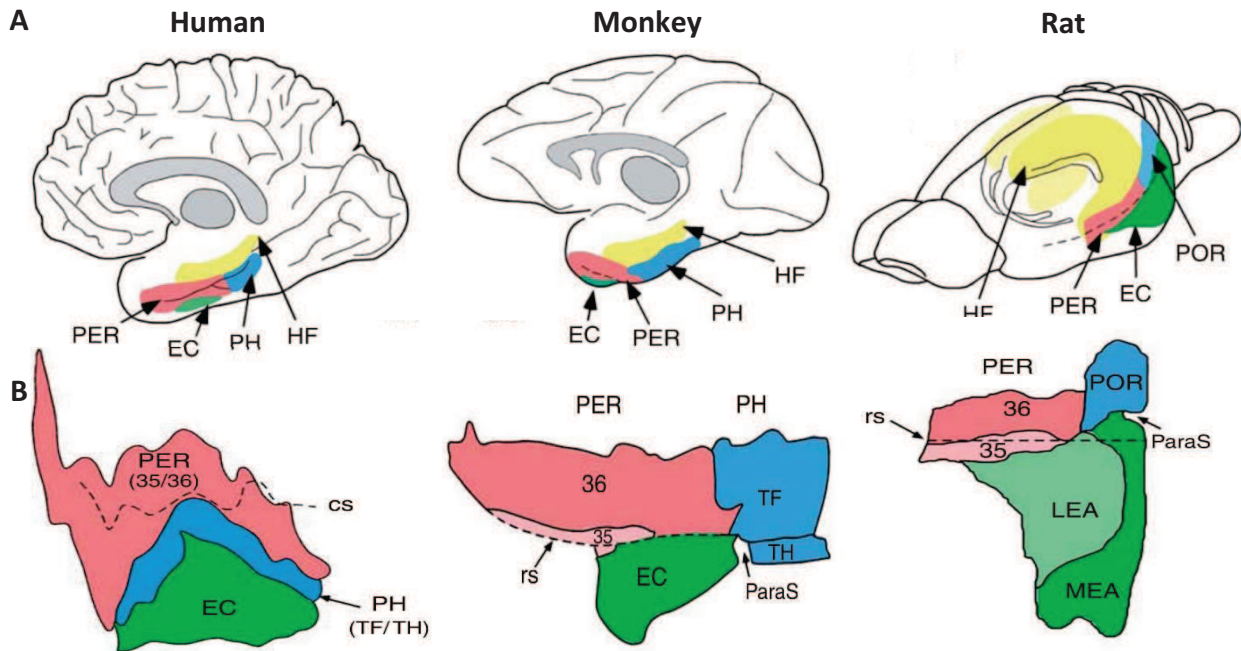 A
Human
Monkey
Rat
PER
EC
PH
HF
EC
PER
PH
HF
HF
PER
EC
POR
B
PER
(35/36)
cs
EC
PH
(TF/TH)
PER
PH
36
TF
35
rs
TH
EC
ParaS
PER
POR
rs
36
35
ParaS
LEA
MEA